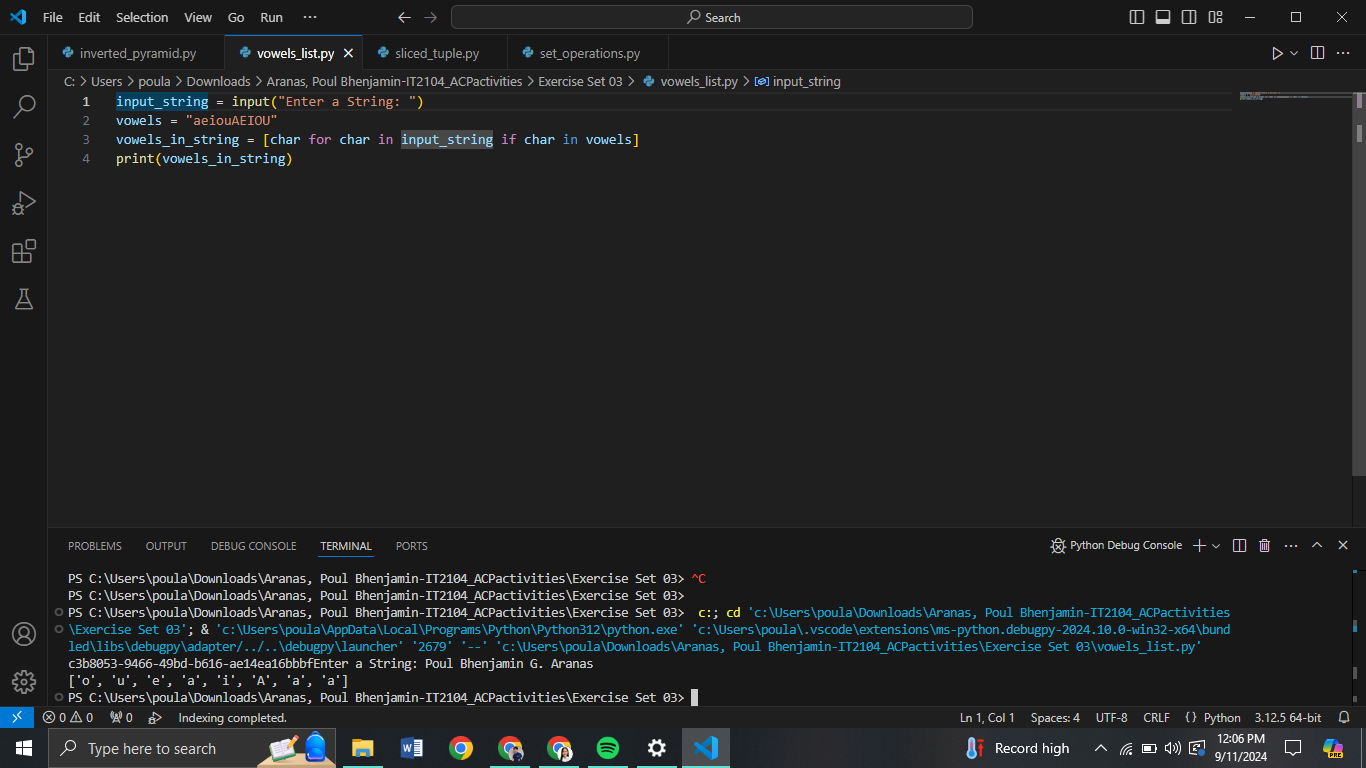 File Edit Selection View Go Run ··· Search
inverted_pyramid.py vowels_list.py sliced_tuple.py set_operations.py
C: > Users > poula > Downloads > Aranas, Poul Bhenjamin-IT2104_ACPactivities > Exercise Set 03 > vowels_list.py > input_string
1 input_string = input("Enter a String: ")
2 vowels = "aeiouAEIOU"
3 vowels_in_string = [char for char in input_string if char in vowels]
4 print(vowels_in_string)
PROBLEMS OUTPUT DEBUG CONSOLE TERMINAL PORTS Python Debug Console
PS C:\Users\poula\Downloads\Aranas, Poul Bhenjamin-IT2104_ACPactivities\Exercise Set 03> ^C
PS C:\Users\poula\Downloads\Aranas, Poul Bhenjamin-IT2104_ACPactivities\Exercise Set 03>
PS C:\Users\poula\Downloads\Aranas, Poul Bhenjamin-IT2104_ACPactivities\Exercise Set 03>  c:; cd 'c:\Users\poula\Downloads\Aranas, Poul Bhenjamin-IT2104_ACPactivities
\Exercise Set 03'; & 'c:\Users\poula\AppData\Local\Programs\Python\Python312\python.exe' 'c:\Users\poula\.vscode\extensions\ms-python.debugpy-2024.10.0-win32-x64\bund
led\libs\debugpy\adapter/../..\debugpy\launcher' '2679' '--' 'c:\Users\poula\Downloads\Aranas, Poul Bhenjamin-IT2104_ACPactivities\Exercise Set 03\vowels_list.py'
c3b8053-9466-49bd-b616-ae14ea16bbbfEnter a String: Poul Bhenjamin G. Aranas
['o', 'u', 'e', 'a', 'i', 'A', 'a', 'a']
PS C:\Users\poula\Downloads\Aranas, Poul Bhenjamin-IT2104_ACPactivities\Exercise Set 03>
0 0 0 Indexing completed. Ln 1, Col 1 Spaces: 4 UTF-8 CRLF {} Python 3.12.5 64-bit
Type here to search Record high 12:06 PM
9/11/2024